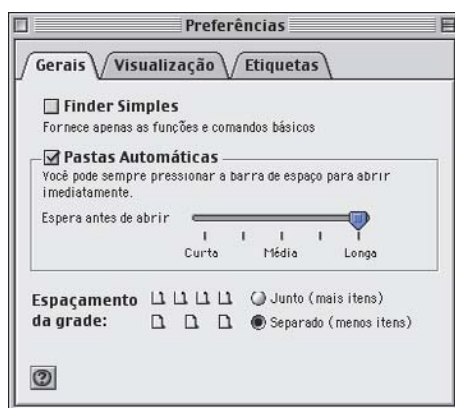 Preferências
Gerais Visualização Etiquetas
Finder Simples
Fornece apenas as funções e comandos básicos
Pastas Automáticas
Você pode sempre pressionar a barra de espaço para abrir
imediatamente.
Espera antes de abrir
Curta Média Longa
Espaçamento
da grade:
Junto (mais itens)
Separado (menos itens)
?